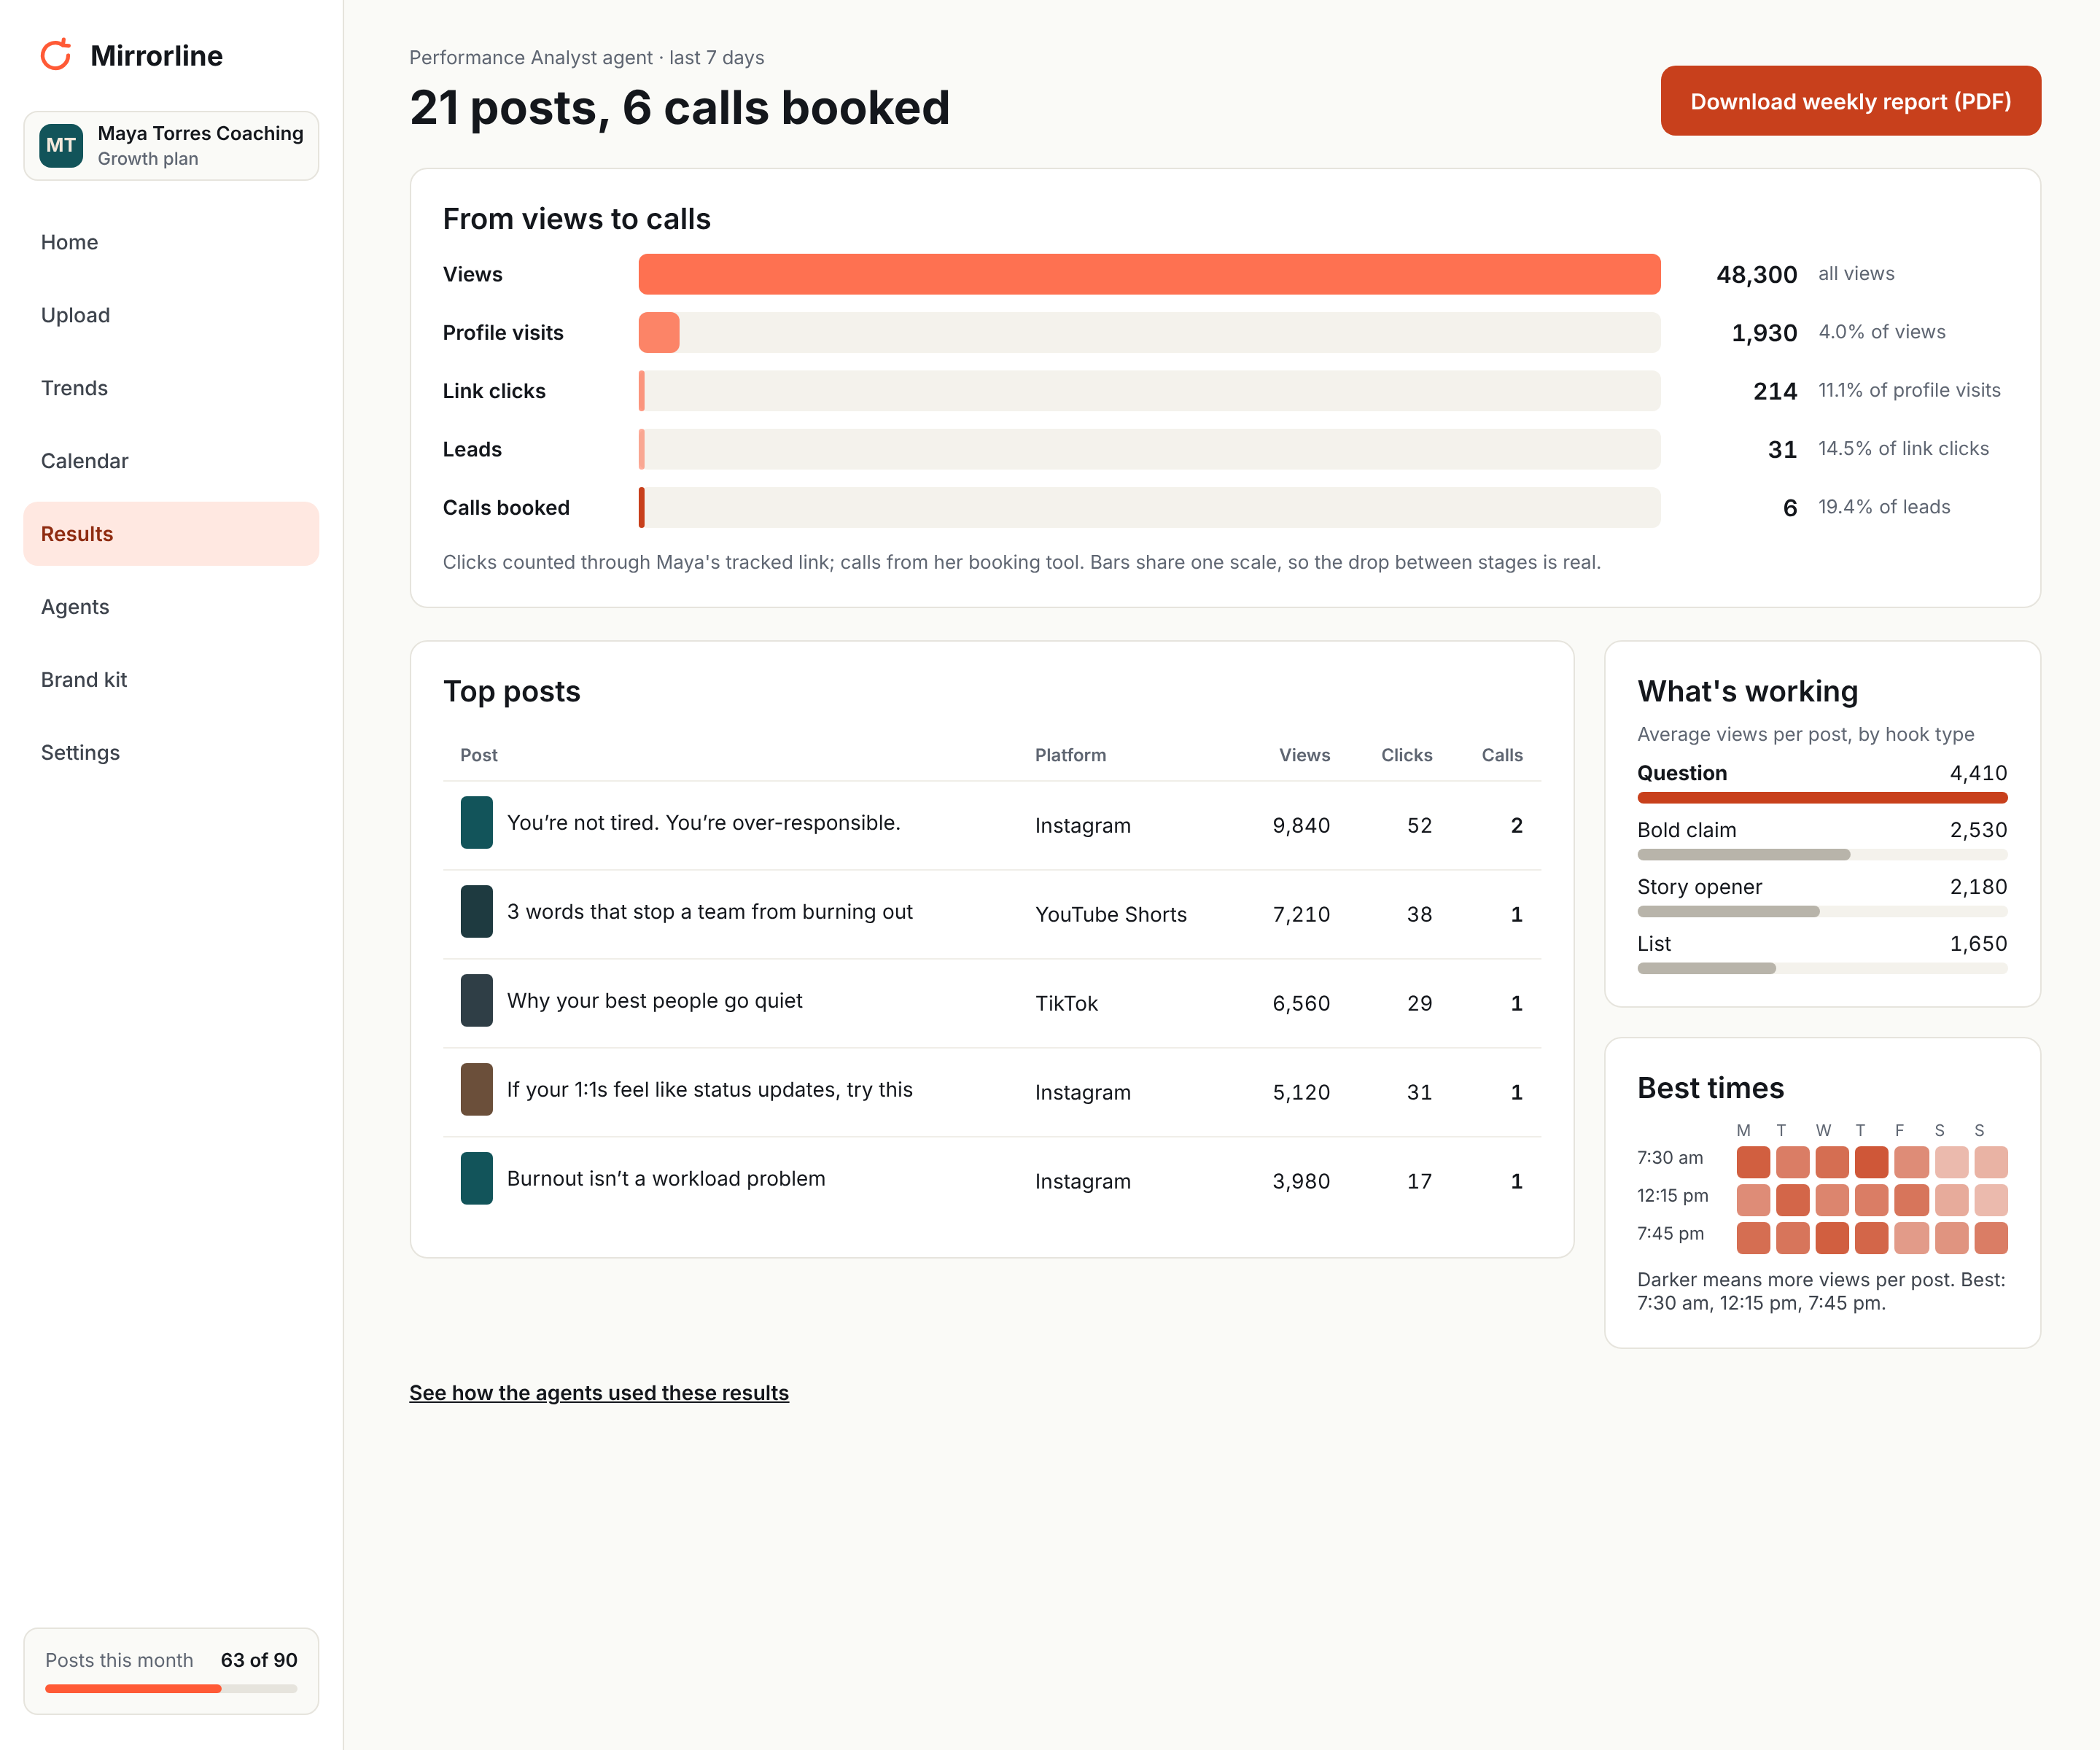 Mirrorline
MT
Maya Torres Coaching
Growth plan
Home
Upload
Trends
Calendar
Results
Agents
Brand kit
Settings
Posts this month 63 of 90
Performance Analyst agent · last 7 days
21 posts, 6 calls booked
Download weekly report (PDF)
From views to calls
Views 48,300 all views
Profile visits 1,930 4.0% of views
Link clicks 214 11.1% of profile visits
Leads 31 14.5% of link clicks
Calls booked 6 19.4% of leads
Clicks counted through Maya's tracked link; calls from her booking tool. Bars share one scale, so the drop between stages is real.
Top posts
Post Platform Views Clicks Calls
You’re not tired. You’re over-responsible. Instagram 9,840 52 2
3 words that stop a team from burning out YouTube Shorts 7,210 38 1
Why your best people go quiet TikTok 6,560 29 1
If your 1:1s feel like status updates, try this Instagram 5,120 31 1
Burnout isn’t a workload problem Instagram 3,980 17 1
What's working
Average views per post, by hook type
Question 4,410
Bold claim 2,530
Story opener 2,180
List 1,650
Best times
M T W T F S S
7:30 am
12:15 pm
7:45 pm
Darker means more views per post. Best:
7:30 am, 12:15 pm, 7:45 pm.
See how the agents used these results